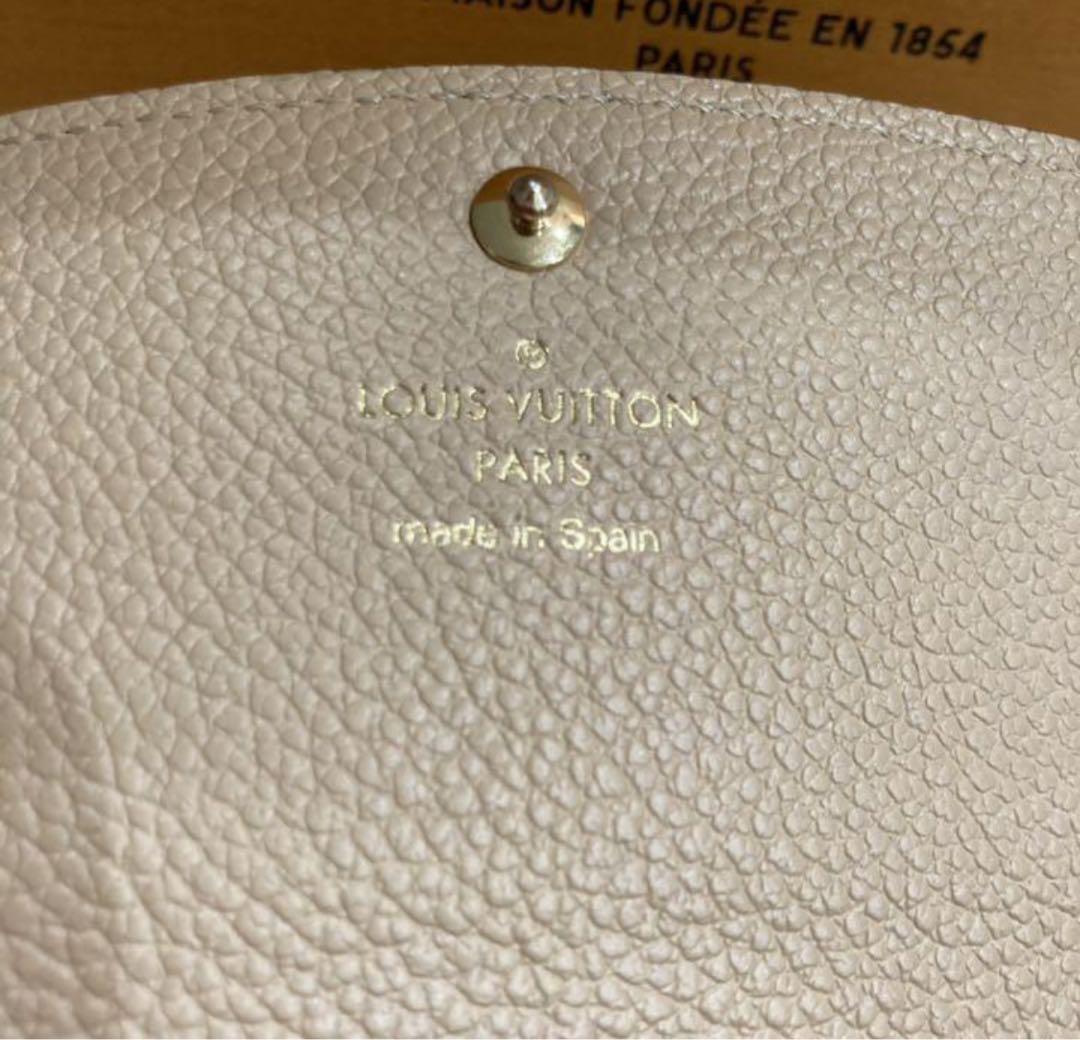 MAISON FONDÉE EN 1854
PARIS
®
LOUIS VUITTON
PARIS
made in Spain